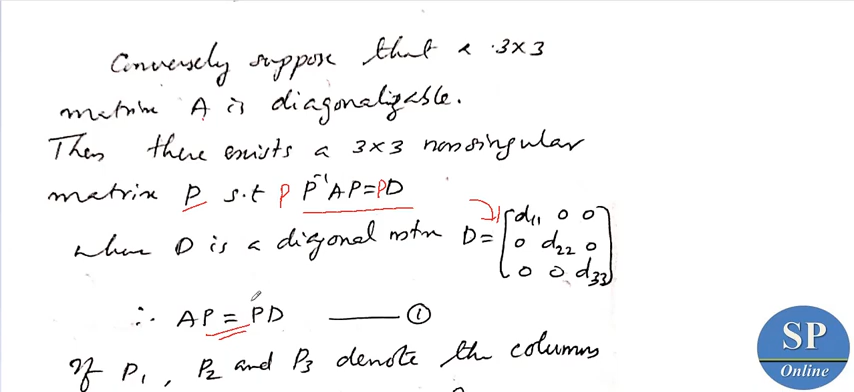 Conversely suppose that a 3×3
matrix A is diagonalizable.
Then there exists a 3×3 nonsingular
matrix P s.t P P⁻¹AP=PD
where D is a diagonal matrix D = [d₁₁ 0 0
0 d₂₂ 0
0 0 d₃₃]
∴ AP = PD —— ①
If P₁, P₂ and P₃ denote the columns
SP
Online